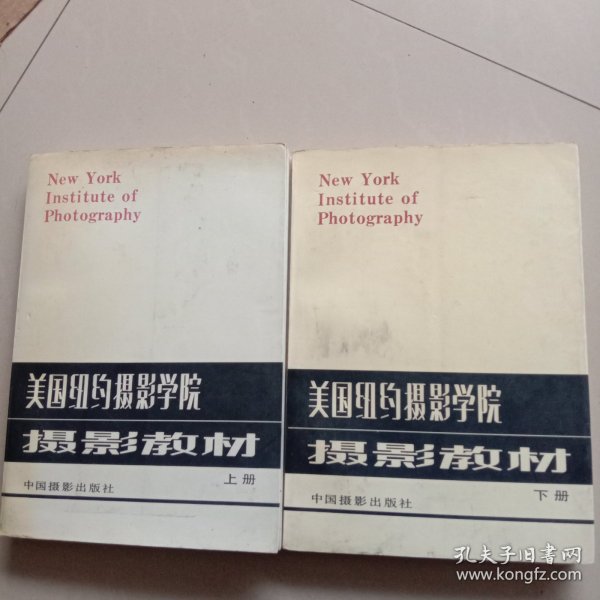 New York
Institute of
Photography
美国纽约摄影学院
摄影教材
上册
中国摄影出版社
New York
Institute of
Photography
美国纽约摄影学院
摄影教材
下册
中国摄影出版社
孔夫子旧书网
www.kongfz.com